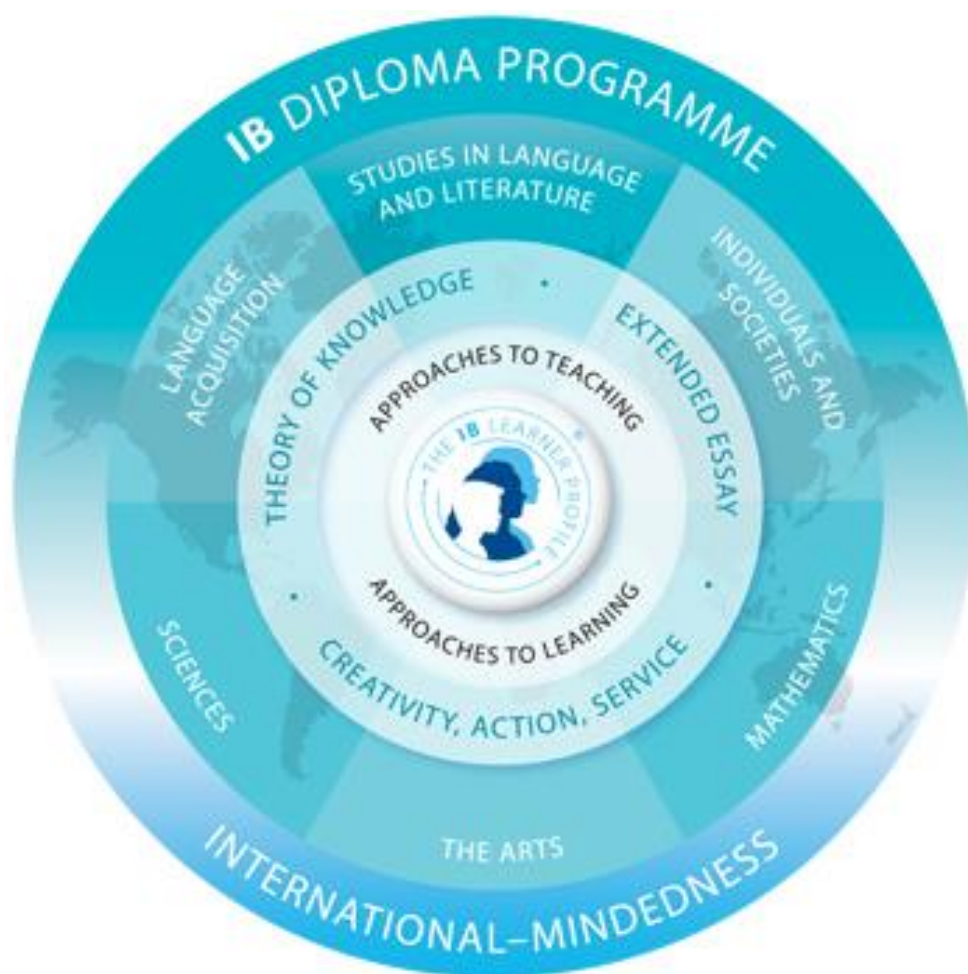 IB DIPLOMA PROGRAMME
STUDIES IN LANGUAGE
AND LITERATURE
LANGUAGE
ACQUISITION
INDIVIDUALS AND
SOCIETIES
THEORY OF KNOWLEDGE
EXTENDED ESSAY
APPROACHES TO TEACHING
THE IB LEARNER PROFILE
®
APPROACHES TO LEARNING
CREATIVITY, ACTION, SERVICE
SCIENCES
MATHEMATICS
THE ARTS
INTERNATIONAL–MINDEDNESS